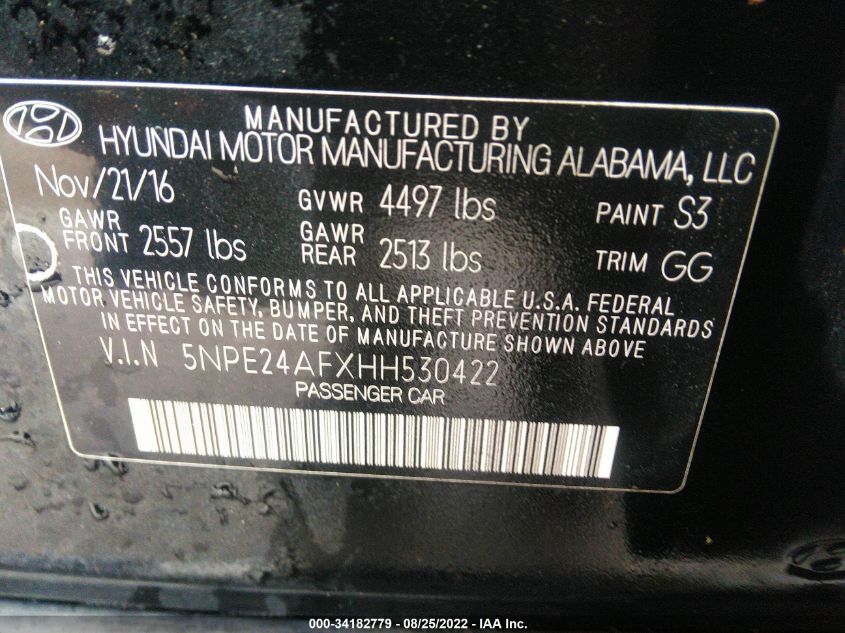 MANUFACTURED BY
HYUNDAI MOTOR MANUFACTURING ALABAMA, LLC
Nov/21/16 GVWR 4497 lbs PAINT S3
GAWR FRONT 2557 lbs GAWR REAR 2513 lbs TRIM GG
THIS VEHICLE CONFORMS TO ALL APPLICABLE U.S.A. FEDERAL
MOTOR VEHICLE SAFETY, BUMPER, AND THEFT PREVENTION STANDARDS
IN EFFECT ON THE DATE OF MANUFACTURE SHOWN ABOVE.
V.I.N 5NPE24AFXHH530422
PASSENGER CAR
000-34182779 - 08/25/2022 - IAA Inc.